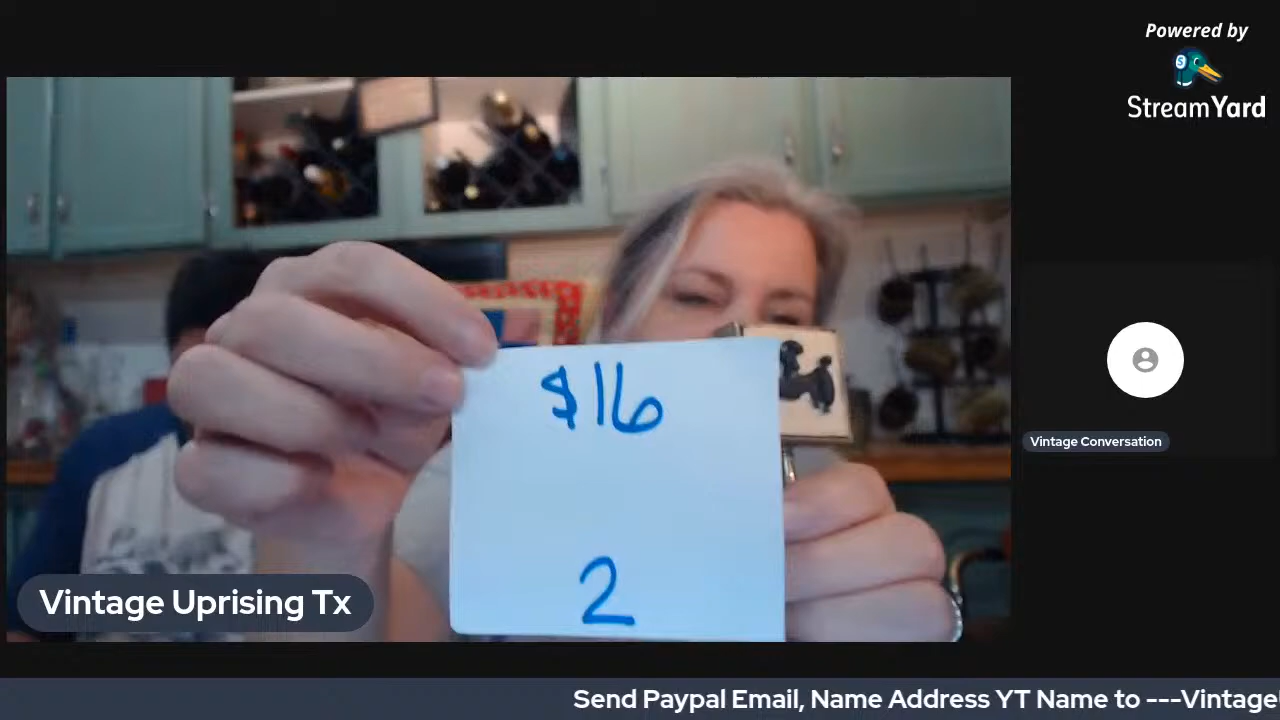 Powered by
StreamYard
$16
2
Vintage Conversation
Vintage Uprising Tx
Send Paypal Email, Name Address YT Name to ---Vintage